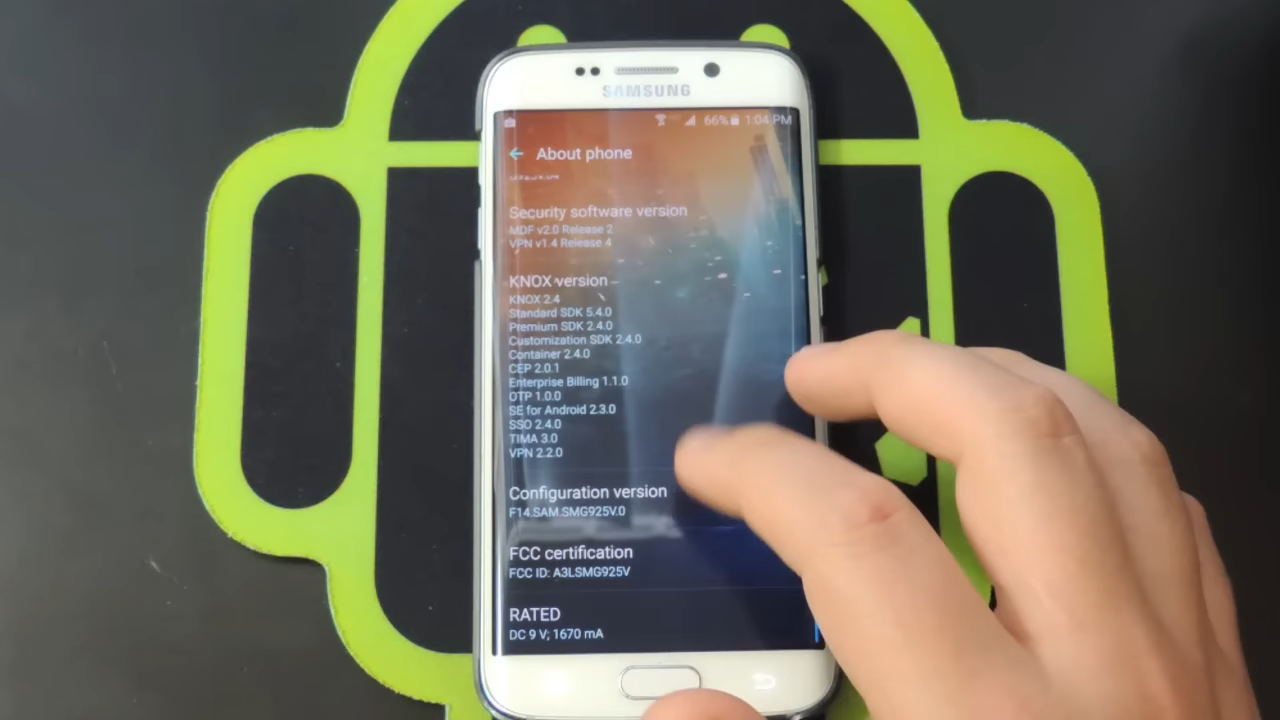 SAMSUNG
66% 1:04 PM
About phone
Security software version
MDF v2.0 Release 2
VPN v1.4 Release 4
KNOX version
KNOX 2.4
Standard SDK 5.4.0
Premium SDK 2.4.0
Customization SDK 2.4.0
Container 2.4.0
CEP 2.0.1
Enterprise Billing 1.1.0
OTP 1.0.0
SE for Android 2.3.0
SSO 2.4.0
TIMA 3.0
VPN 2.2.0
Configuration version
F14.SAM.SMG925V.0
FCC certification
FCC ID: A3LSMG925V
RATED
DC 9 V; 1670 mA